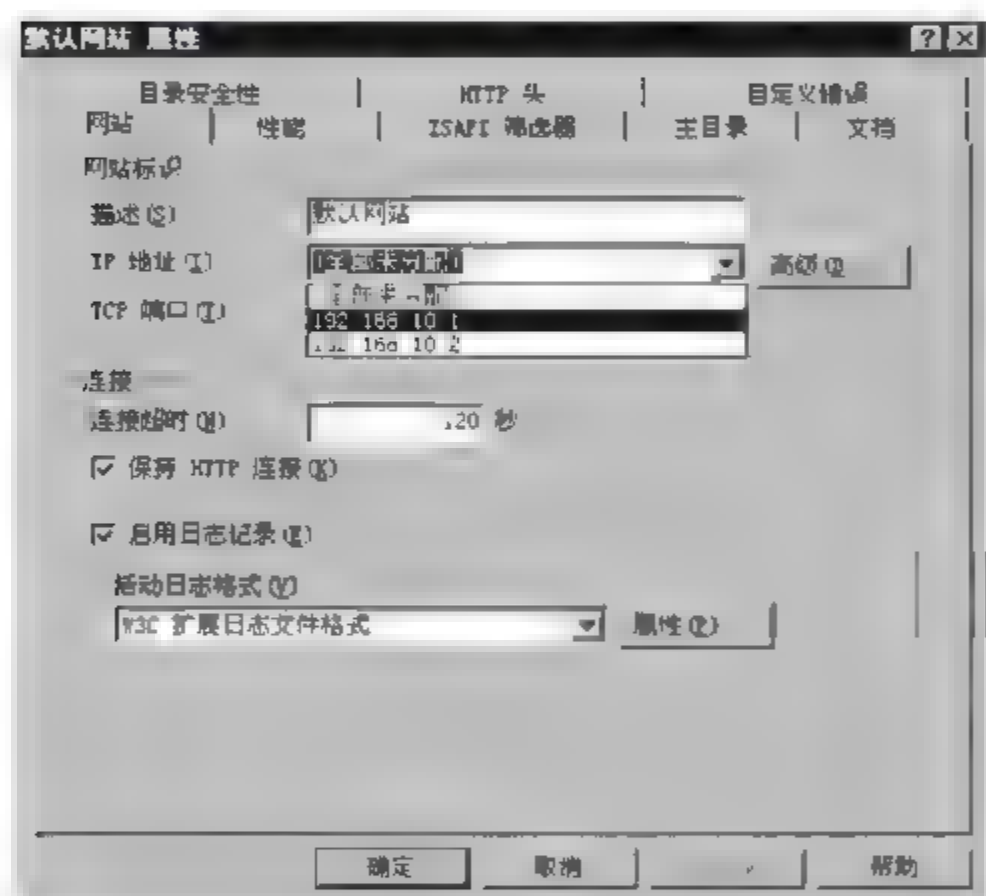 默认网站 属性
目录安全性 HTTP 头 自定义错误
网站 性能 ISAPI 筛选器 主目录 文档
网站标识
描述(S) 默认网站
IP 地址(I) 高级(D)
TCP 端口(T)
192 168 10 1
192 168 10 2
连接
连接超时(N) 120 秒
保持 HTTP 连接(K)
启用日志记录(E)
活动日志格式(V)
W3C 扩展日志文件格式 属性(P)
确定 取消 帮助